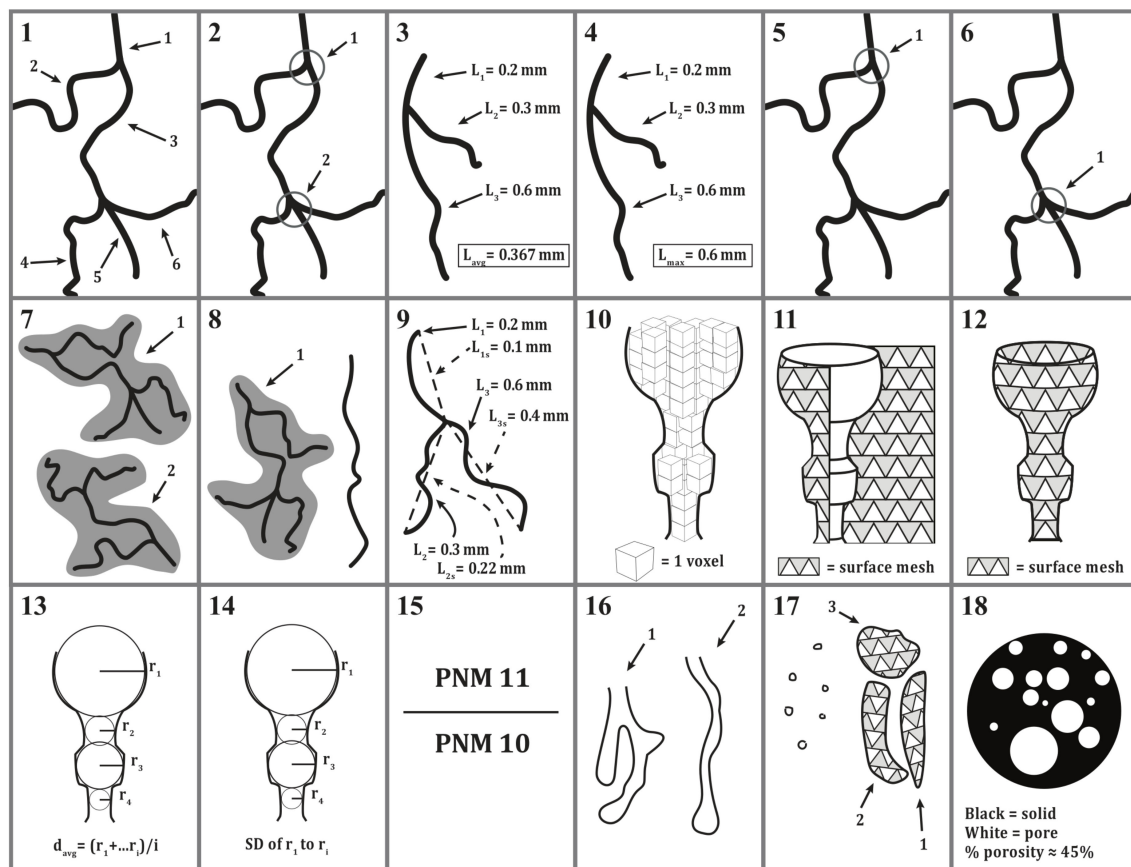 1
1
2
3
4
5
6
2
1
2
3
L₁ = 0.2 mm
L₂ = 0.3 mm
L₃ = 0.6 mm
Lavg = 0.367 mm
4
L₁ = 0.2 mm
L₂ = 0.3 mm
L₃ = 0.6 mm
Lmax = 0.6 mm
5
1
6
1
7
1
2
8
1
9
L₁ = 0.2 mm
L₁s = 0.1 mm
L₃ = 0.6 mm
L₃s = 0.4 mm
L₂ = 0.3 mm
L₂s = 0.22 mm
10
= 1 voxel
11
= surface mesh
12
= surface mesh
13
r₁
r₂
r₃
r₄
davg = (r₁+...rᵢ)/i
14
r₁
r₂
r₃
r₄
SD of r₁ to rᵢ
15
PNM 11
PNM 10
16
1
2
17
3
2
1
18
Black = solid
White = pore
% porosity ≈ 45%